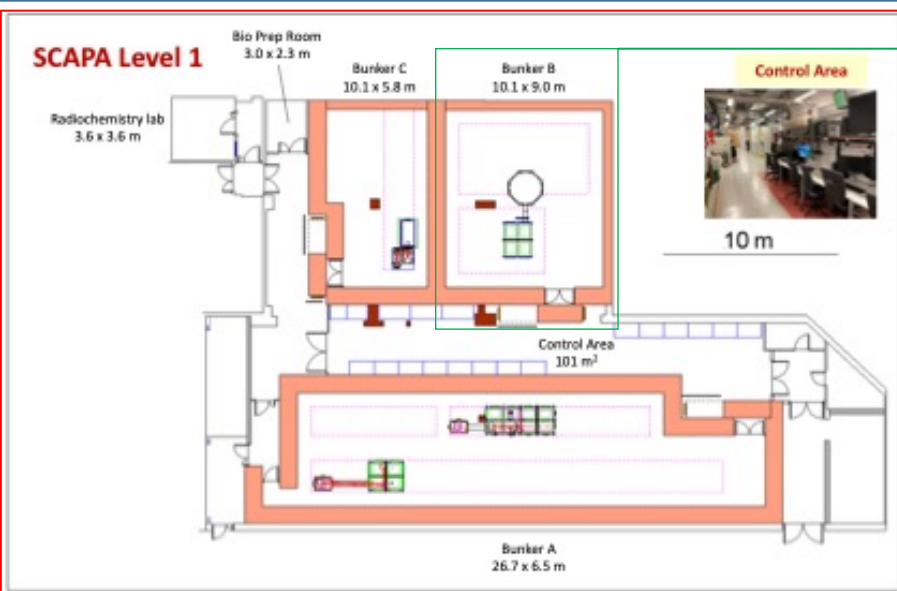 SCAPA Level 1
Bio Prep Room
3.0 x 2.3 m
Bunker C
10.1 x 5.8 m
Bunker B
10.1 x 9.0 m
Control Area
Radiochemistry lab
3.6 x 3.6 m
10 m
Control Area
101 m²
Bunker A
26.7 x 6.5 m